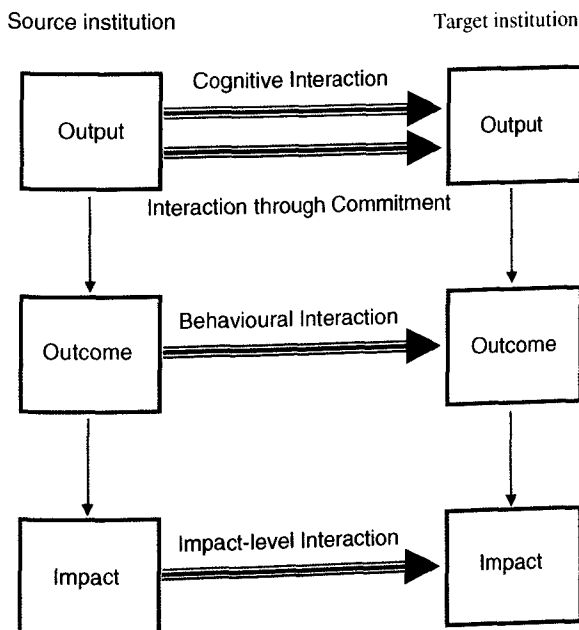 Source institution
Target institution
Cognitive Interaction
Output
Output
Interaction through Commitment
Behavioural Interaction
Outcome
Outcome
Impact-level Interaction
Impact
Impact